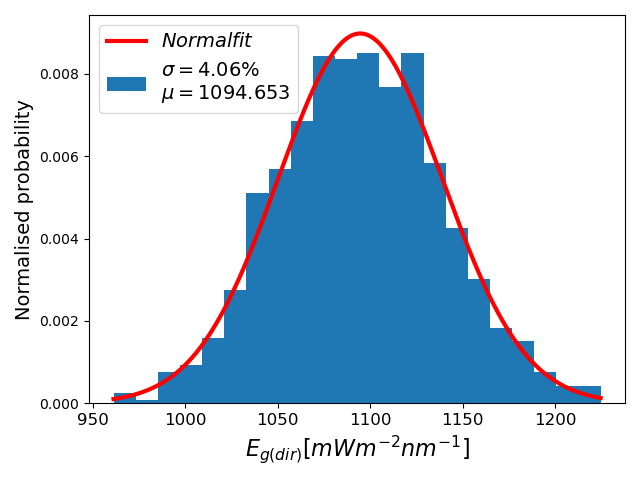 Normalfit
σ = 4.06%
μ = 1094.653
Normalised probability
0.008
0.006
0.004
0.002
0.000
950 1000 1050 1100 1150 1200
E_{g(dir)}[mWm^{−2}nm^{−1}]